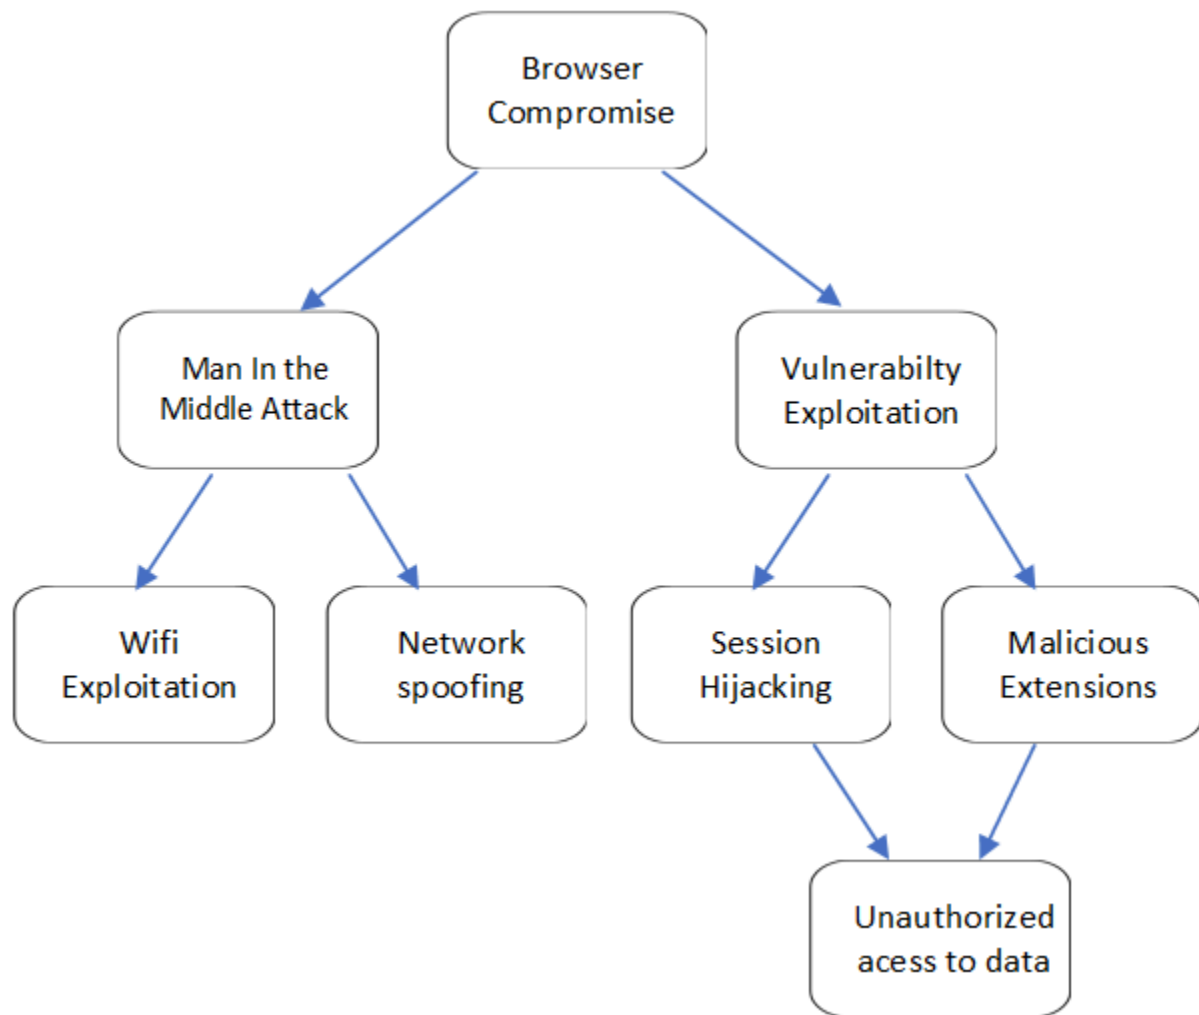 Browser
Compromise
Man In the
Middle Attack
Vulnerabilty
Exploitation
Wifi
Exploitation
Network
spoofing
Session
Hijacking
Malicious
Extensions
Unauthorized
acess to data